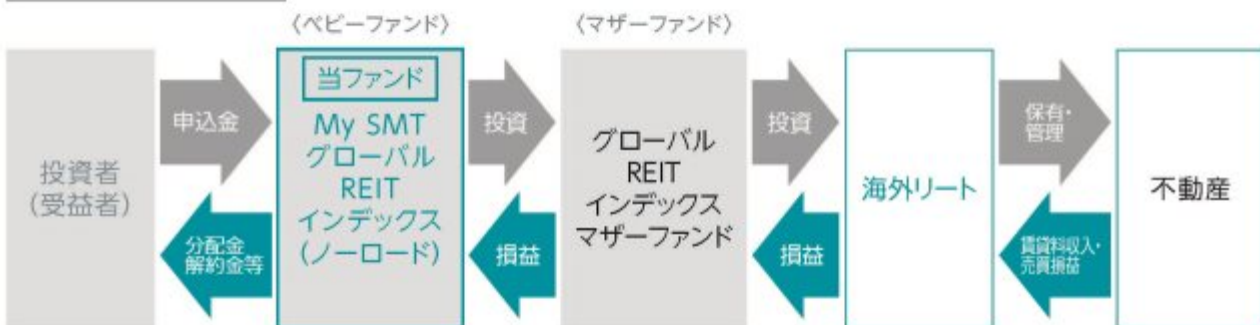 〈ベビーファンド〉
〈マザーファンド〉
投資者
(受益者)
申込金
分配金
解約金等
当ファンド
My SMT
グローバル
REIT
インデックス
(ノーロード)
投資
損益
グローバル
REIT
インデックス
マザーファンド
投資
損益
海外リート
保有・
管理
賃貸料収入・
売買損益
不動産